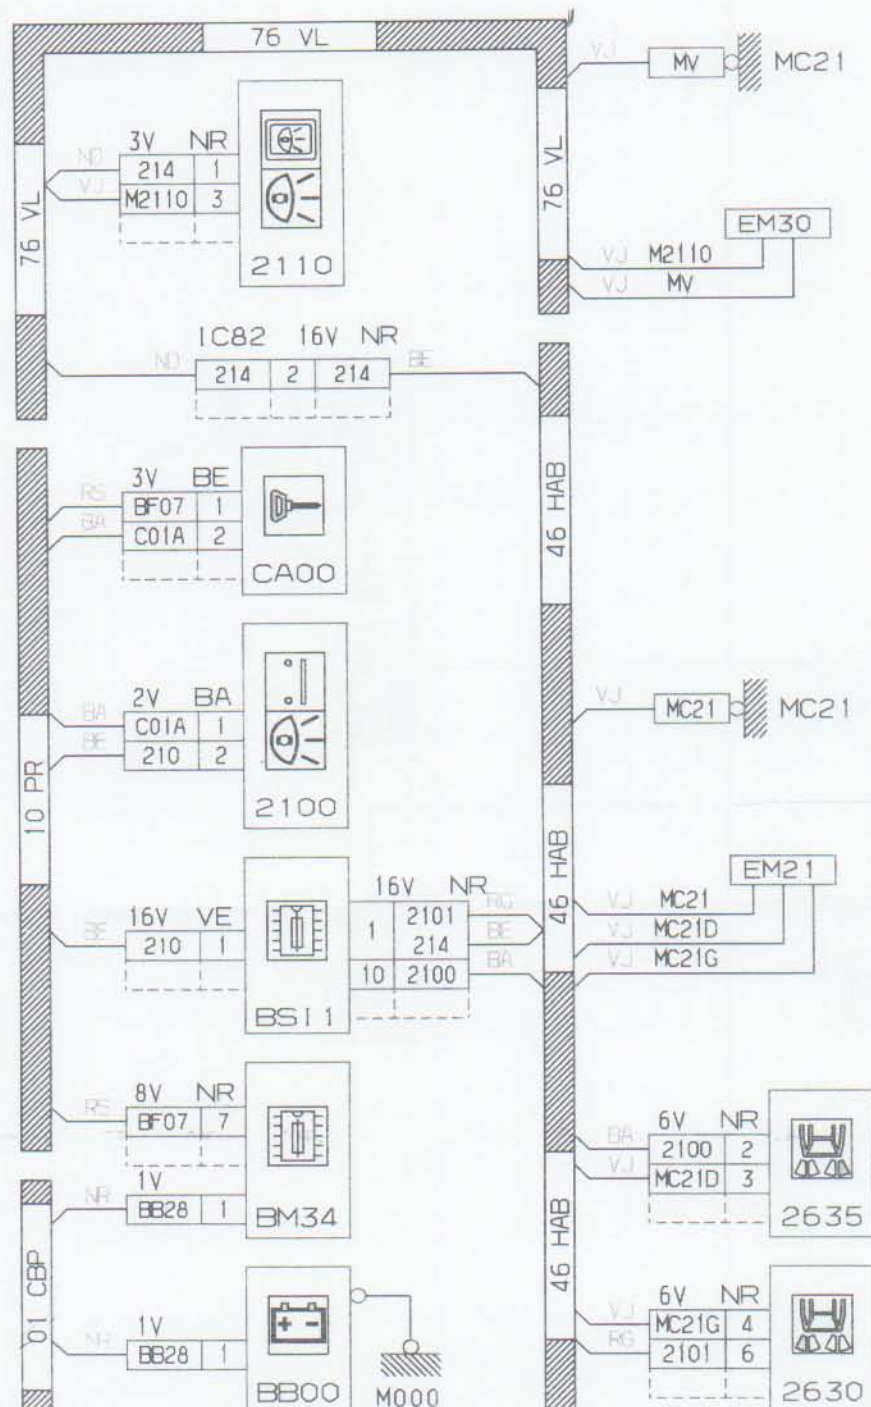 76 VL
VJ MV MC21
3V NR
NO 214 1
VJ M2110 3
2110
76 VL
76 VL
EM30
VJ M2110
VJ MV
1C82 16V NR
NO 214 2 214 BE
3V BE
RS BF07 1
BA C01A 2
CA00
46 HAB
2V BA
BA C01A 1
BE 210 2
2100
10 PR
VJ MC21 MC21
EM21
46 HAB
VJ MC21
VJ MC21D
VJ MC21G
16V VE
BE 210 1
BSI1
16V NR
1 2101 RG
214 BE
10 2100 BA
8V NR
RS BF07 7
1V
NR BB28 1
BM34
6V NR
BA 2100 2
VJ MC21D 3
2635
01 CBP
46 HAB
1V
NR BB28 1
BB00
M000
6V NR
VJ MC21G 4
RG 2101 6
2630